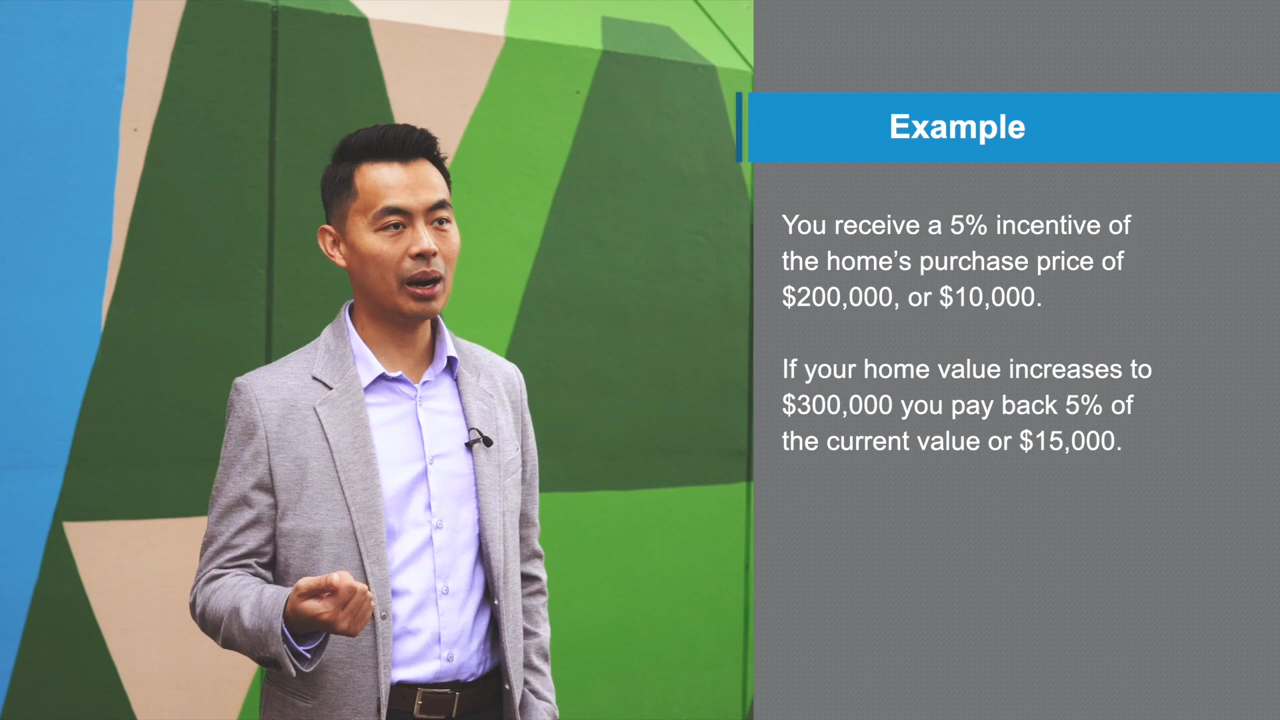 Example
You receive a 5% incentive of
the home’s purchase price of
$200,000, or $10,000.
If your home value increases to
$300,000 you pay back 5% of
the current value or $15,000.